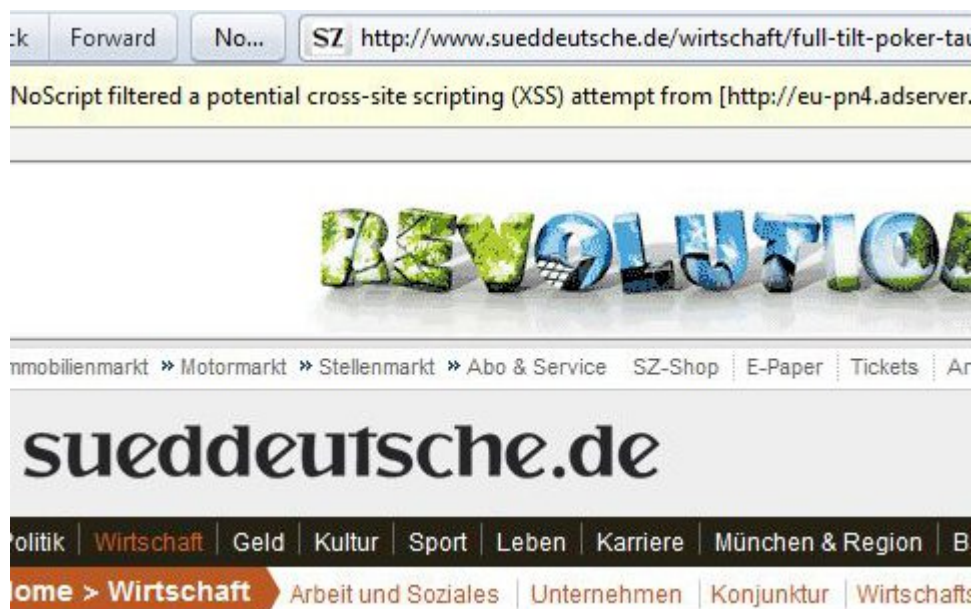 Forward No... SZ http://www.sueddeutsche.de/wirtschaft/full-tilt-poker-tau
NoScript filtered a potential cross-site scripting (XSS) attempt from [http://eu-pn4.adserver.
REVOLUTIO
mmobilienmarkt » Motormarkt » Stellenmarkt » Abo & Service SZ-Shop E-Paper Tickets
sueddeutsche.de
olitik Wirtschaft Geld Kultur Sport Leben Karriere München & Region B
ome > Wirtschaft Arbeit und Soziales Unternehmen Konjunktur Wirtschafts